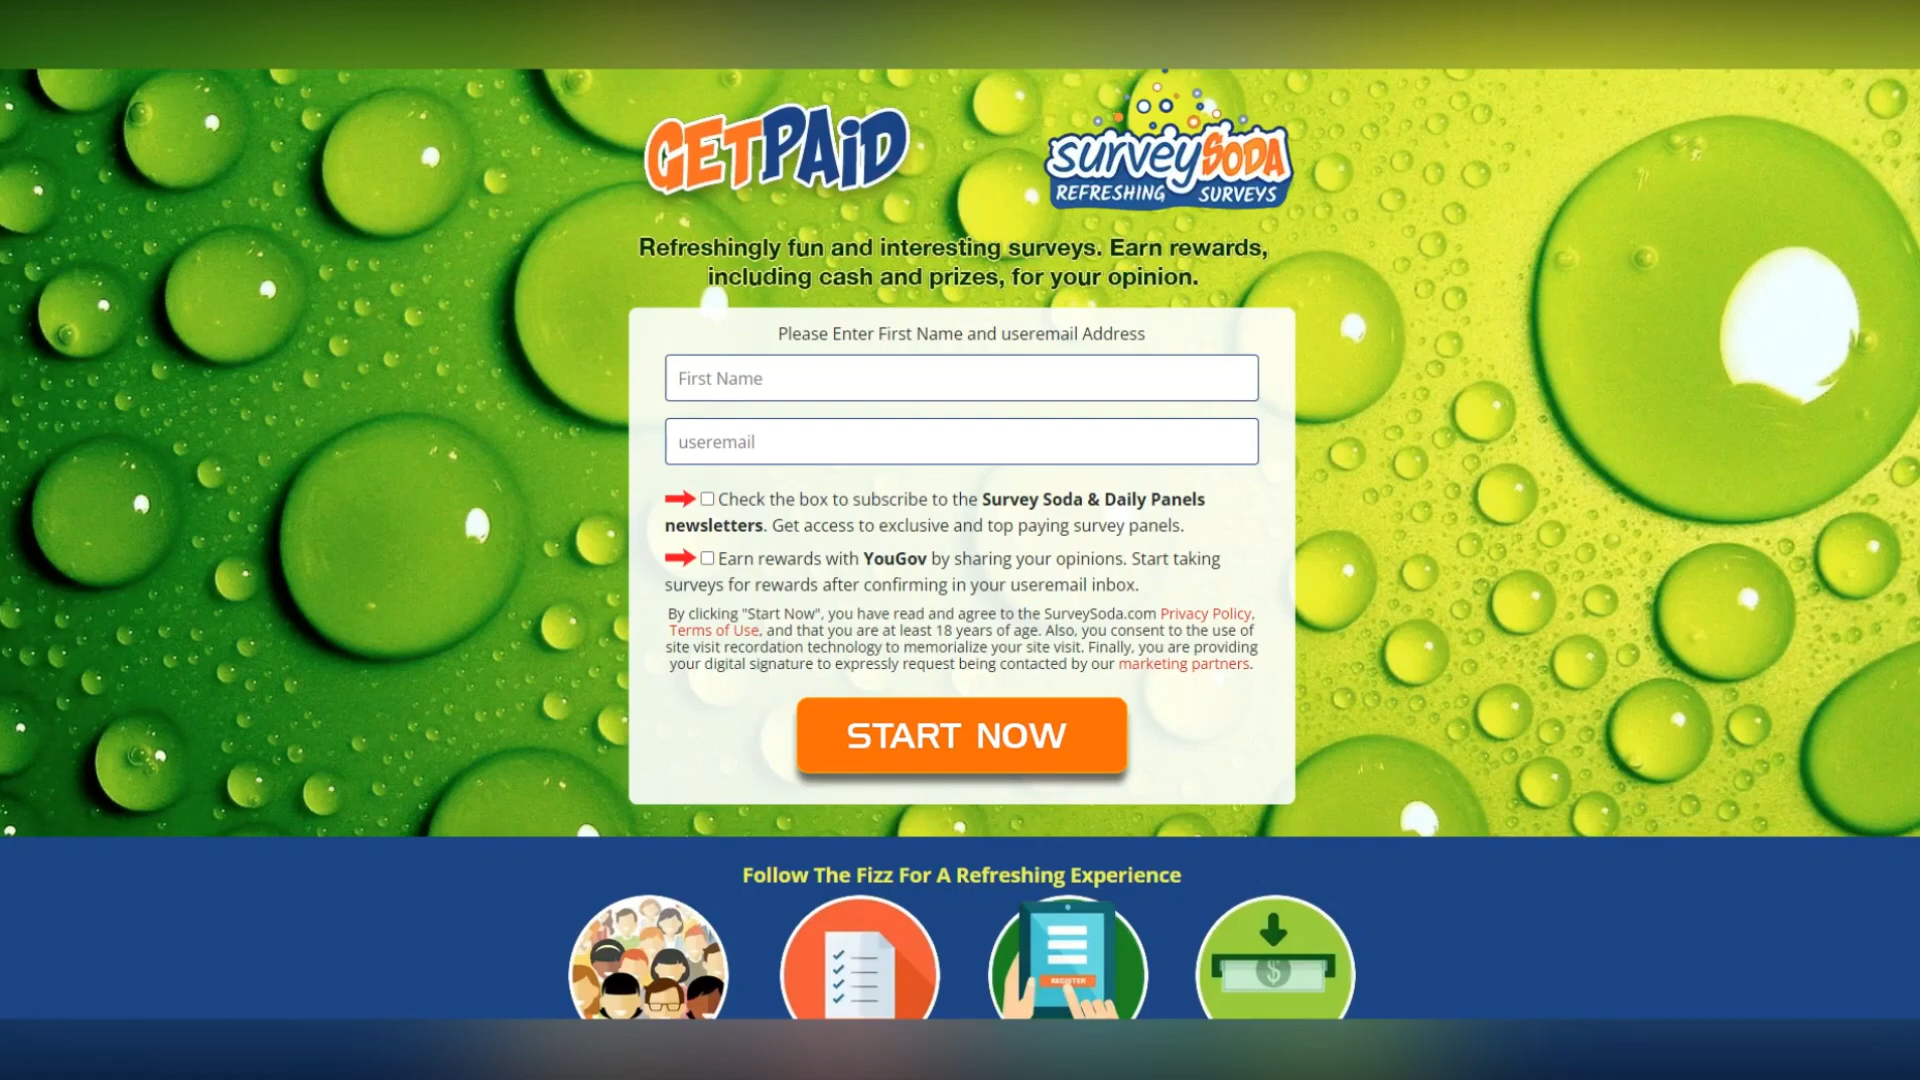 GETPAiD
surveySODA
REFRESHING SURVEYS
Refreshingly fun and interesting surveys. Earn rewards,
including cash and prizes, for your opinion.
Please Enter First Name and useremail Address
First Name
useremail
Check the box to subscribe to the Survey Soda & Daily Panels
newsletters. Get access to exclusive and top paying survey panels.
Earn rewards with YouGov by sharing your opinions. Start taking
surveys for rewards after confirming in your useremail inbox.
By clicking "Start Now", you have read and agree to the SurveySoda.com Privacy Policy,
Terms of Use, and that you are at least 18 years of age. Also, you consent to the use of
site visit recordation technology to memorialize your site visit. Finally, you are providing
your digital signature to expressly request being contacted by our marketing partners.
START NOW
Follow The Fizz For A Refreshing Experience
REGISTER
$